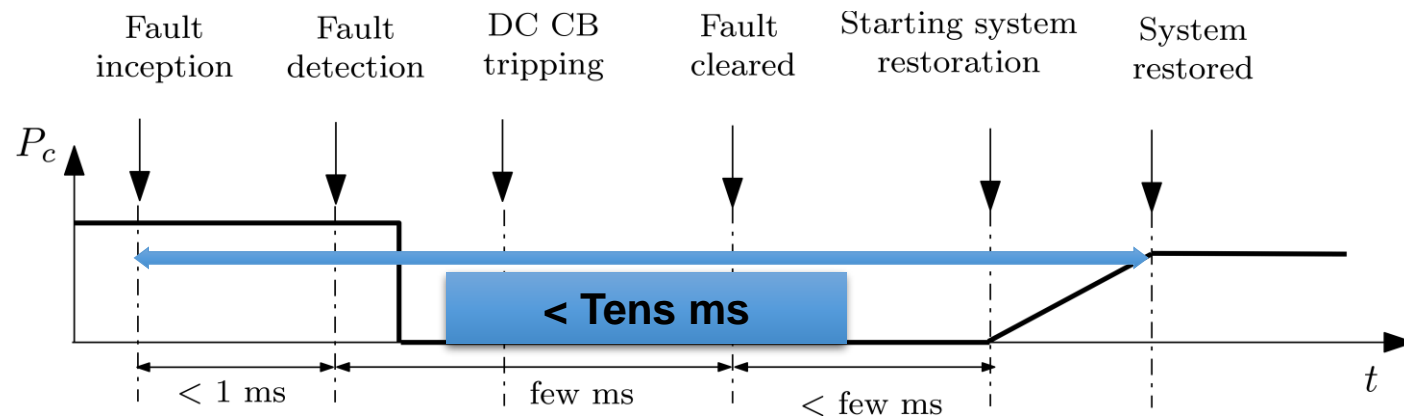 Fault
inception
Fault
detection
DC CB
tripping
Fault
cleared
Starting system
restoration
System
restored
P_c
< Tens ms
< 1 ms
few ms
< few ms
t